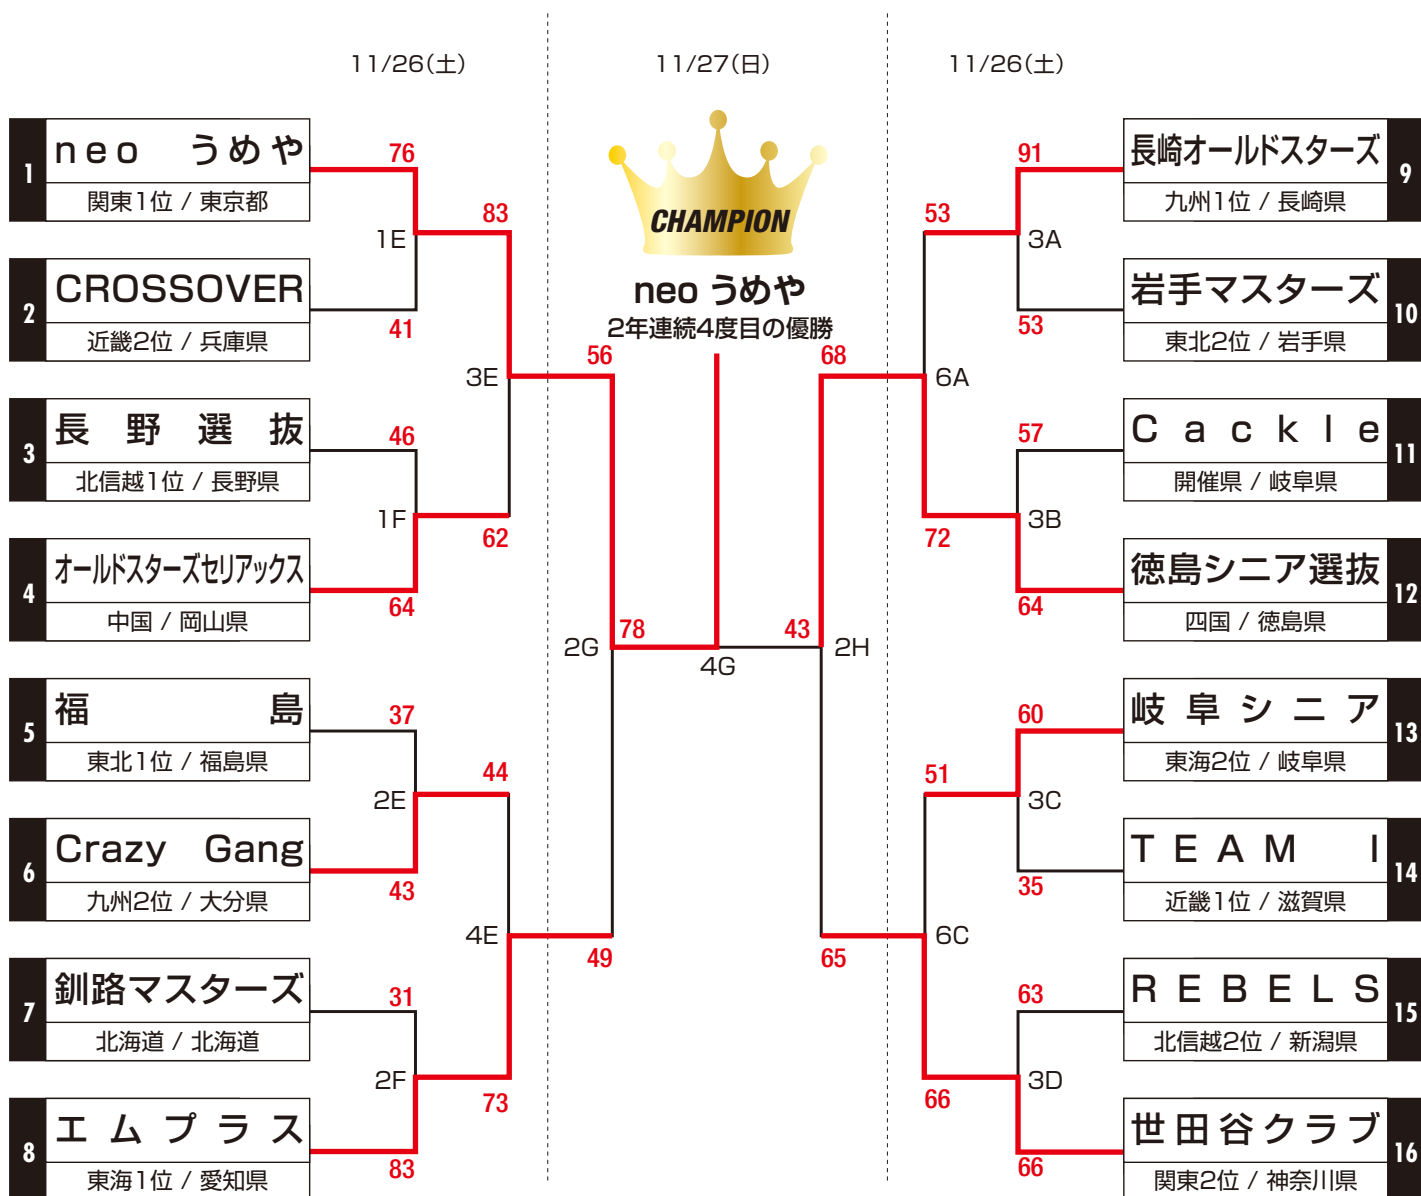 11/26(土)
11/27(日)
11/26(土)
CHAMPION
neo うめや
2年連続4度目の優勝
1
neo うめや
関東1位 / 東京都
76
1E
2
CROSSOVER
近畿2位 / 兵庫県
41
83
3E
3
長野選抜
北信越1位 / 長野県
46
1F
4
オールドスターズセリアックス
中国 / 岡山県
64
62
56
2G
78
5
福島
東北1位 / 福島県
37
2E
6
Crazy Gang
九州2位 / 大分県
43
44
4E
49
7
釧路マスターズ
北海道 / 北海道
31
2F
8
エムプラス
東海1位 / 愛知県
83
73
4G
9
長崎オールドスターズ
九州1位 / 長崎県
91
3A
10
岩手マスターズ
東北2位 / 岩手県
53
53
6A
11
Cackle
開催県 / 岐阜県
57
3B
12
徳島シニア選抜
四国 / 徳島県
64
72
68
2H
43
13
岐阜シニア
東海2位 / 岐阜県
60
3C
14
TEAM I
近畿1位 / 滋賀県
35
51
6C
65
15
REBELS
北信越2位 / 新潟県
63
3D
16
世田谷クラブ
関東2位 / 神奈川県
66
66